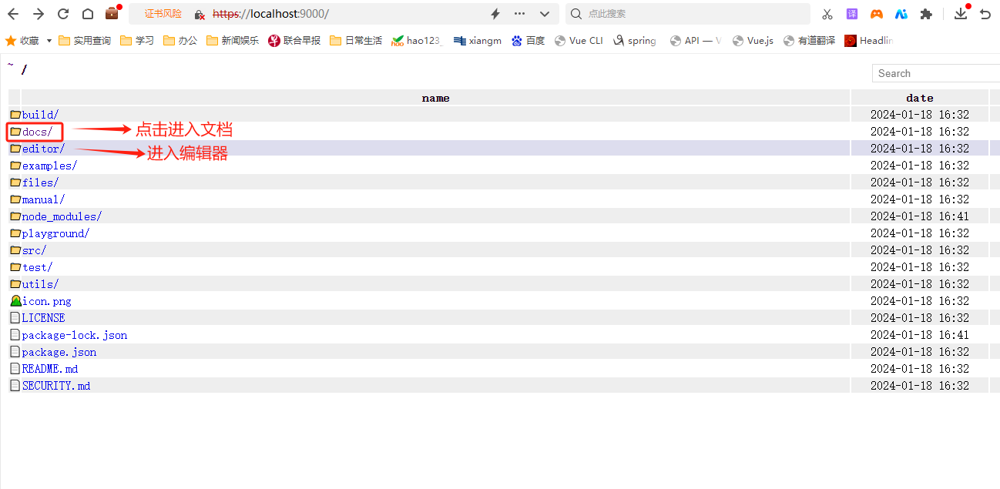 证书风险 https://localhost:9000/ 点此搜索 译
收藏 实用查询 学习 办公 新闻娱乐 联合早报 日常生活 hao123_ xiangm 百度 Vue CLI spring API — V Vue.js 有道翻译 Headlin
~ / Search
name date
build/ 2024-01-18 16:32
docs/ 点击进入文档 2024-01-18 16:32
editor/ 进入编辑器 2024-01-18 16:32
examples/ 2024-01-18 16:32
files/ 2024-01-18 16:32
manual/ 2024-01-18 16:32
node_modules/ 2024-01-18 16:41
playground/ 2024-01-18 16:32
src/ 2024-01-18 16:32
test/ 2024-01-18 16:32
utils/ 2024-01-18 16:32
icon.png 2024-01-18 16:32
LICENSE 2024-01-18 16:32
package-lock.json 2024-01-18 16:41
package.json 2024-01-18 16:32
README.md 2024-01-18 16:32
SECURITY.md 2024-01-18 16:32